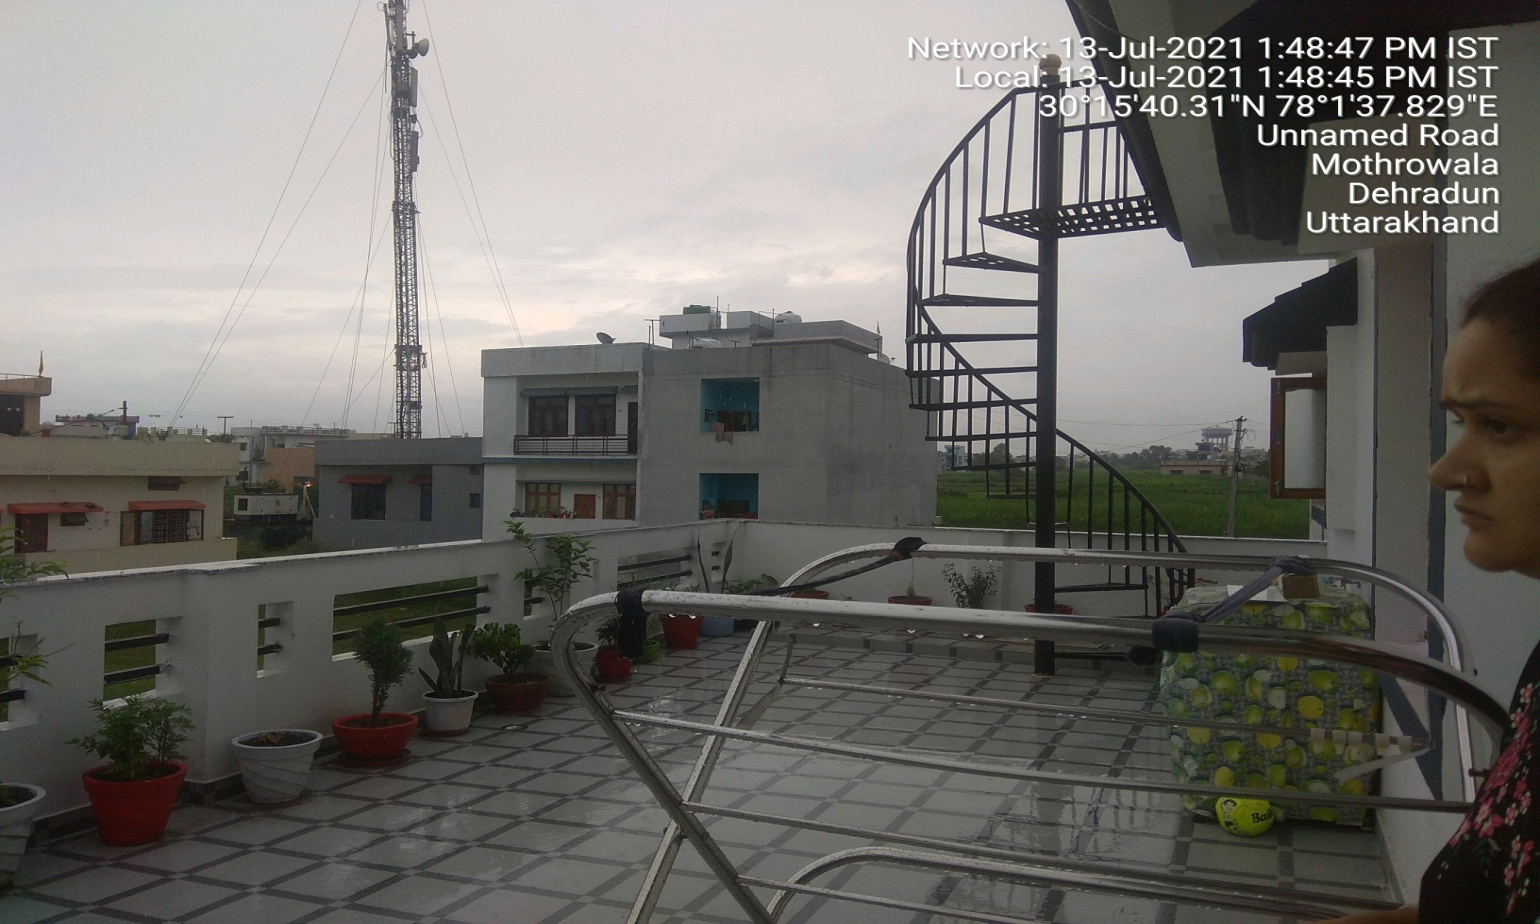 Network: 13-Jul-2021 1:48:47 PM IST
Local: 13-Jul-2021 1:48:45 PM IST
30°15'40.31"N 78°1'37.829"E
Unnamed Road
Mothrowala
Dehradun
Uttarakhand